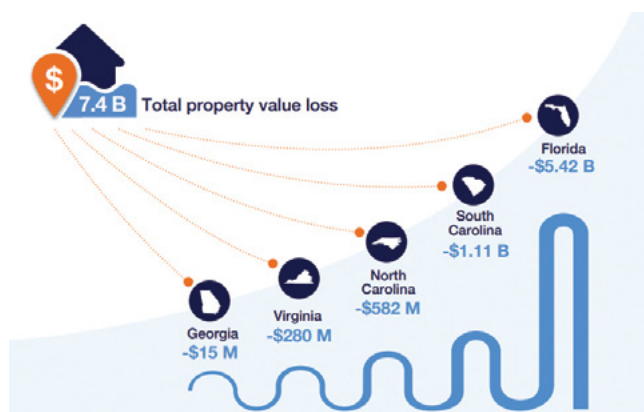 $
7.4 B
Total property value loss
Florida
-$5.42 B
South
Carolina
-$1.11 B
North
Carolina
-$582 M
Virginia
-$280 M
Georgia
-$15 M